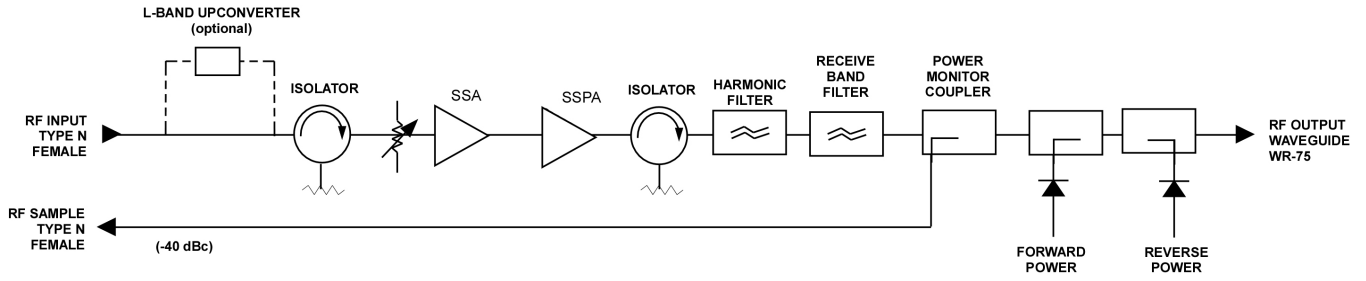 L-BAND UPCONVERTER
(optional)
RF INPUT
TYPE N
FEMALE
ISOLATOR
SSA
SSPA
ISOLATOR
HARMONIC
FILTER
RECEIVE
BAND
FILTER
POWER
MONITOR
COUPLER
RF OUTPUT
WAVEGUIDE
WR-75
RF SAMPLE
TYPE N
FEMALE
(-40 dBc)
FORWARD
POWER
REVERSE
POWER